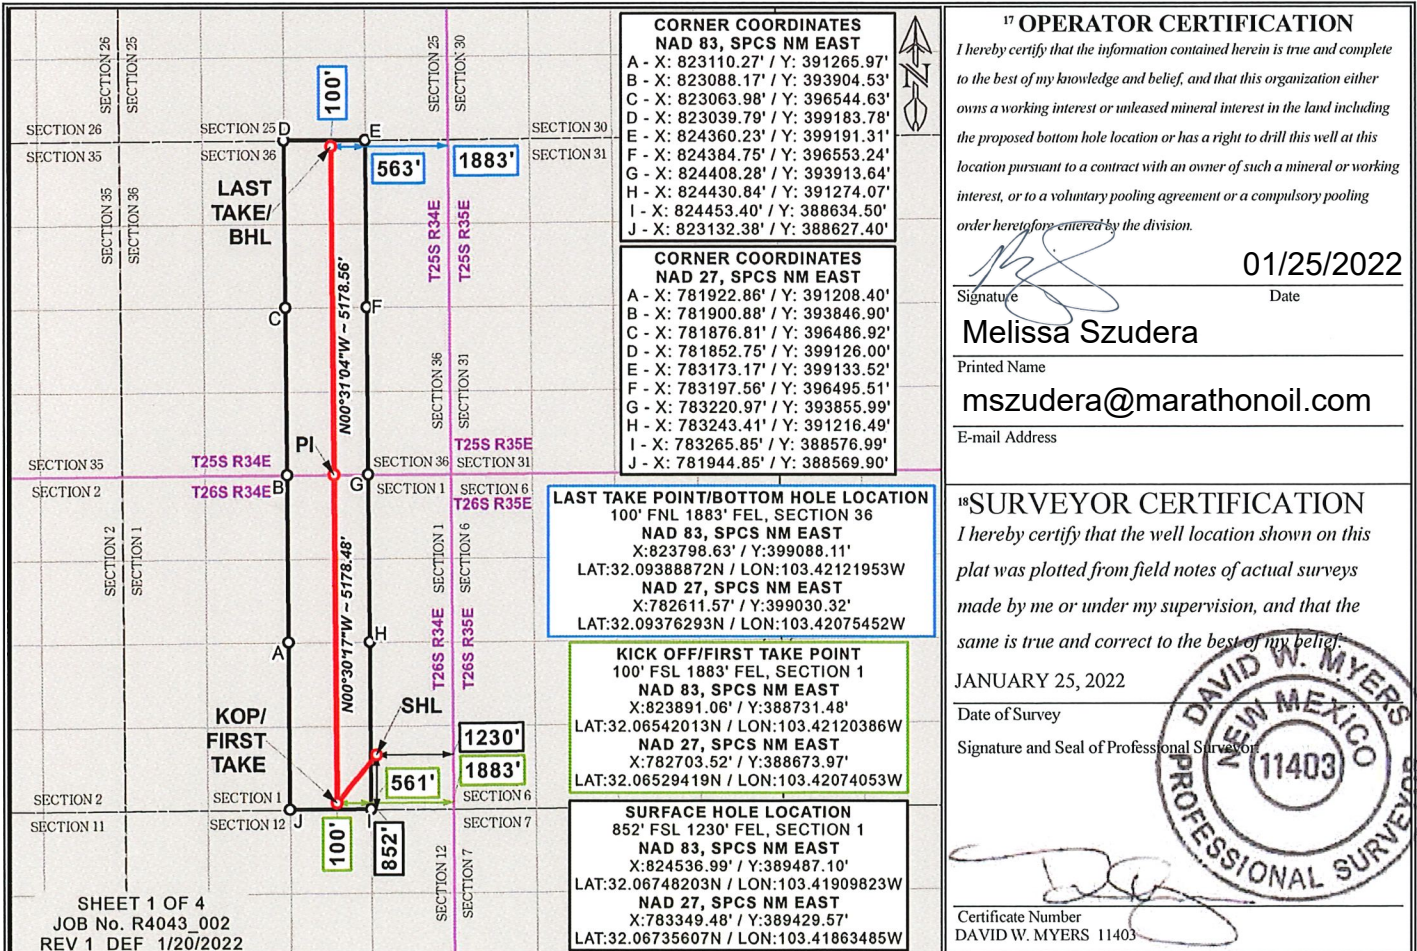 SECTION 26
SECTION 25
SECTION 25
SECTION 30
100'
SECTION 26
SECTION 25
D
E
SECTION 30
SECTION 35
SECTION 36
563'
1883'
SECTION 31
LAST
TAKE/
BHL
SECTION 35
SECTION 36
T25S R34E
T25S R35E
C
F
N00°31'04"W ~ 5178.56'
SECTION 36
SECTION 31
PI
T25S R35E
SECTION 35
T25S R34E
SECTION 36
SECTION 31
SECTION 2
T26S R34E
B
G
SECTION 1
SECTION 6
T26S R35E
SECTION 2
SECTION 1
SECTION 1
SECTION 6
N00°30'17"W ~ 5178.48'
A
H
T26S R34E
T26S R35E
KOP/
FIRST
TAKE
SHL
1230'
561'
1883'
SECTION 2
SECTION 1
SECTION 6
SECTION 11
SECTION 12
J
I
SECTION 7
100'
852'
SECTION 12
SECTION 7
SHEET 1 OF 4
JOB No. R4043_002
REV 1 DEF 1/20/2022
CORNER COORDINATES
NAD 83, SPCS NM EAST
A - X: 823110.27' / Y: 391265.97'
B - X: 823088.17' / Y: 393904.53'
C - X: 823063.98' / Y: 396544.63'
D - X: 823039.79' / Y: 399183.78'
E - X: 824360.23' / Y: 399191.31'
F - X: 824384.75' / Y: 396553.24'
G - X: 824408.28' / Y: 393913.64'
H - X: 824430.84' / Y: 391274.07'
I - X: 824453.40' / Y: 388634.50'
J - X: 823132.38' / Y: 388627.40'
N
CORNER COORDINATES
NAD 27, SPCS NM EAST
A - X: 781922.86' / Y: 391208.40'
B - X: 781900.88' / Y: 393846.90'
C - X: 781876.81' / Y: 396486.92'
D - X: 781852.75' / Y: 399126.00'
E - X: 783173.17' / Y: 399133.52'
F - X: 783197.56' / Y: 396495.51'
G - X: 783220.97' / Y: 393855.99'
H - X: 783243.41' / Y: 391216.49'
I - X: 783265.85' / Y: 388576.99'
J - X: 781944.85' / Y: 388569.90'
LAST TAKE POINT/BOTTOM HOLE LOCATION
100' FNL 1883' FEL, SECTION 36
NAD 83, SPCS NM EAST
X:823798.63' / Y:399088.11'
LAT:32.09388872N / LON:103.42121953W
NAD 27, SPCS NM EAST
X:782611.57' / Y:399030.32'
LAT:32.09376293N / LON:103.42075452W
KICK OFF/FIRST TAKE POINT
100' FSL 1883' FEL, SECTION 1
NAD 83, SPCS NM EAST
X:823891.06' / Y:388731.48'
LAT:32.06542013N / LON:103.42120386W
NAD 27, SPCS NM EAST
X:782703.52' / Y:388673.97'
LAT:32.06529419N / LON:103.42074053W
SURFACE HOLE LOCATION
852' FSL 1230' FEL, SECTION 1
NAD 83, SPCS NM EAST
X:824536.99' / Y:389487.10'
LAT:32.06748203N / LON:103.41909823W
NAD 27, SPCS NM EAST
X:783349.48' / Y:389429.57'
LAT:32.06735607N / LON:103.41863485W
17 OPERATOR CERTIFICATION
I hereby certify that the information contained herein is true and complete
to the best of my knowledge and belief, and that this organization either
owns a working interest or unleased mineral interest in the land including
the proposed bottom hole location or has a right to drill this well at this
location pursuant to a contract with an owner of such a mineral or working
interest, or to a voluntary pooling agreement or a compulsory pooling
order heretofore entered by the division.
01/25/2022
Signature
Date
Melissa Szudera
Printed Name
mszudera@marathonoil.com
E-mail Address
18 SURVEYOR CERTIFICATION
I hereby certify that the well location shown on this
plat was plotted from field notes of actual surveys
made by me or under my supervision, and that the
same is true and correct to the best of my belief.
JANUARY 25, 2022
Date of Survey
Signature and Seal of Professional Surveyor:
DAVID W. MYERS
NEW MEXICO
11403
PROFESSIONAL SURVEYOR
Certificate Number
DAVID W. MYERS 11403